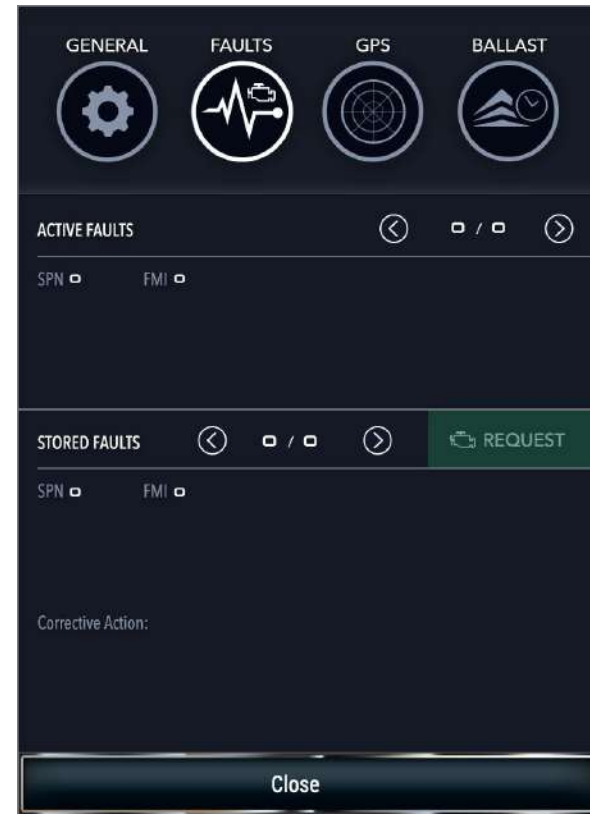 GENERAL FAULTS GPS BALLAST
ACTIVE FAULTS 0 / 0
SPN 0 FMI 0
STORED FAULTS 0 / 0 REQUEST
SPN 0 FMI 0
Corrective Action:
Close